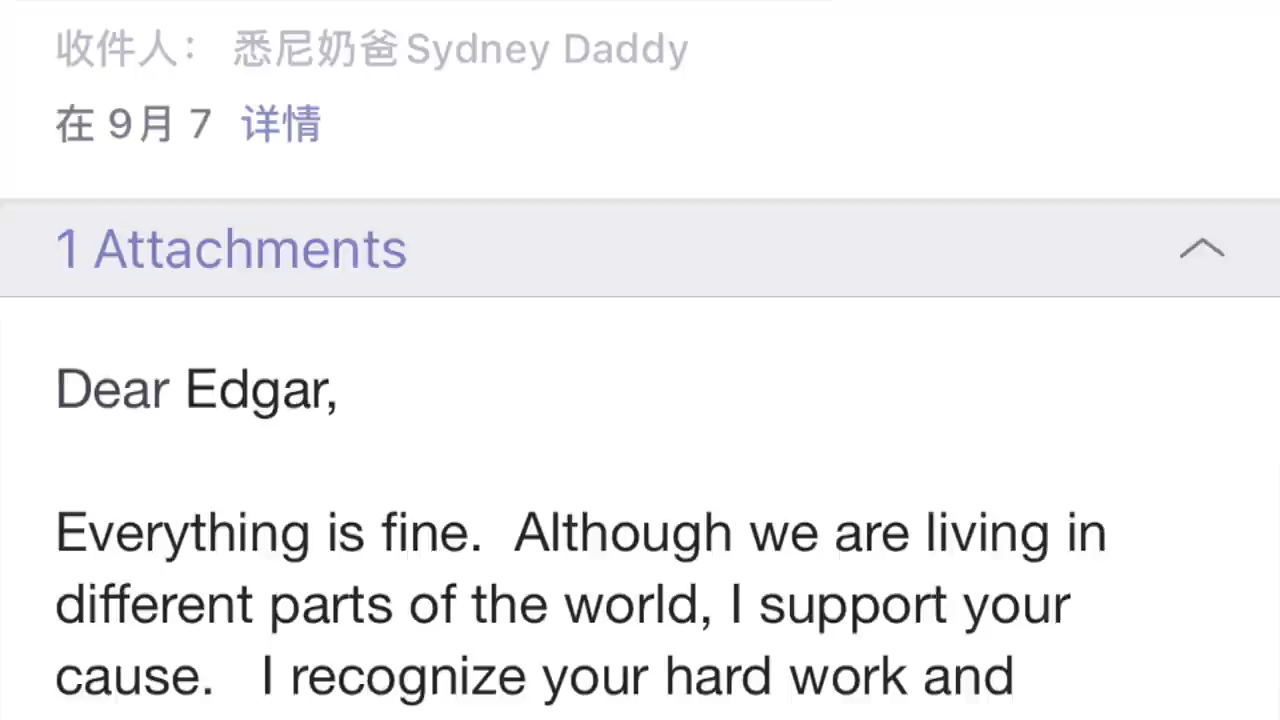 收件人： 悉尼奶爸Sydney Daddy
在 9月 7 详情
1 Attachments
Dear Edgar,
Everything is fine.  Although we are living in
different parts of the world, I support your
cause.   I recognize your hard work and